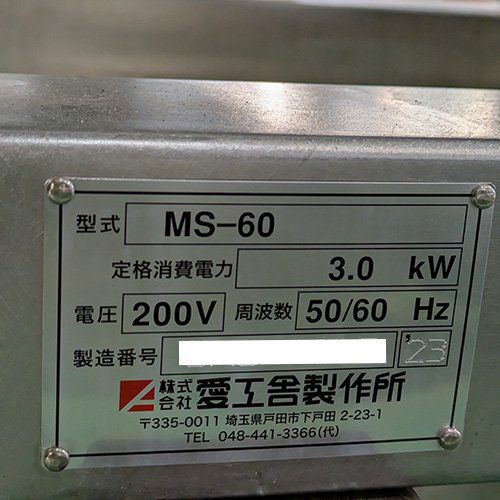 型式 MS-60
定格消費電力 3.0 kW
電圧 200V 周波数 50/60 Hz
製造番号 '23
株式会社 愛工舎製作所
〒335-0011 埼玉県戸田市下戸田 2-23-1
TEL 048-441-3366(代)